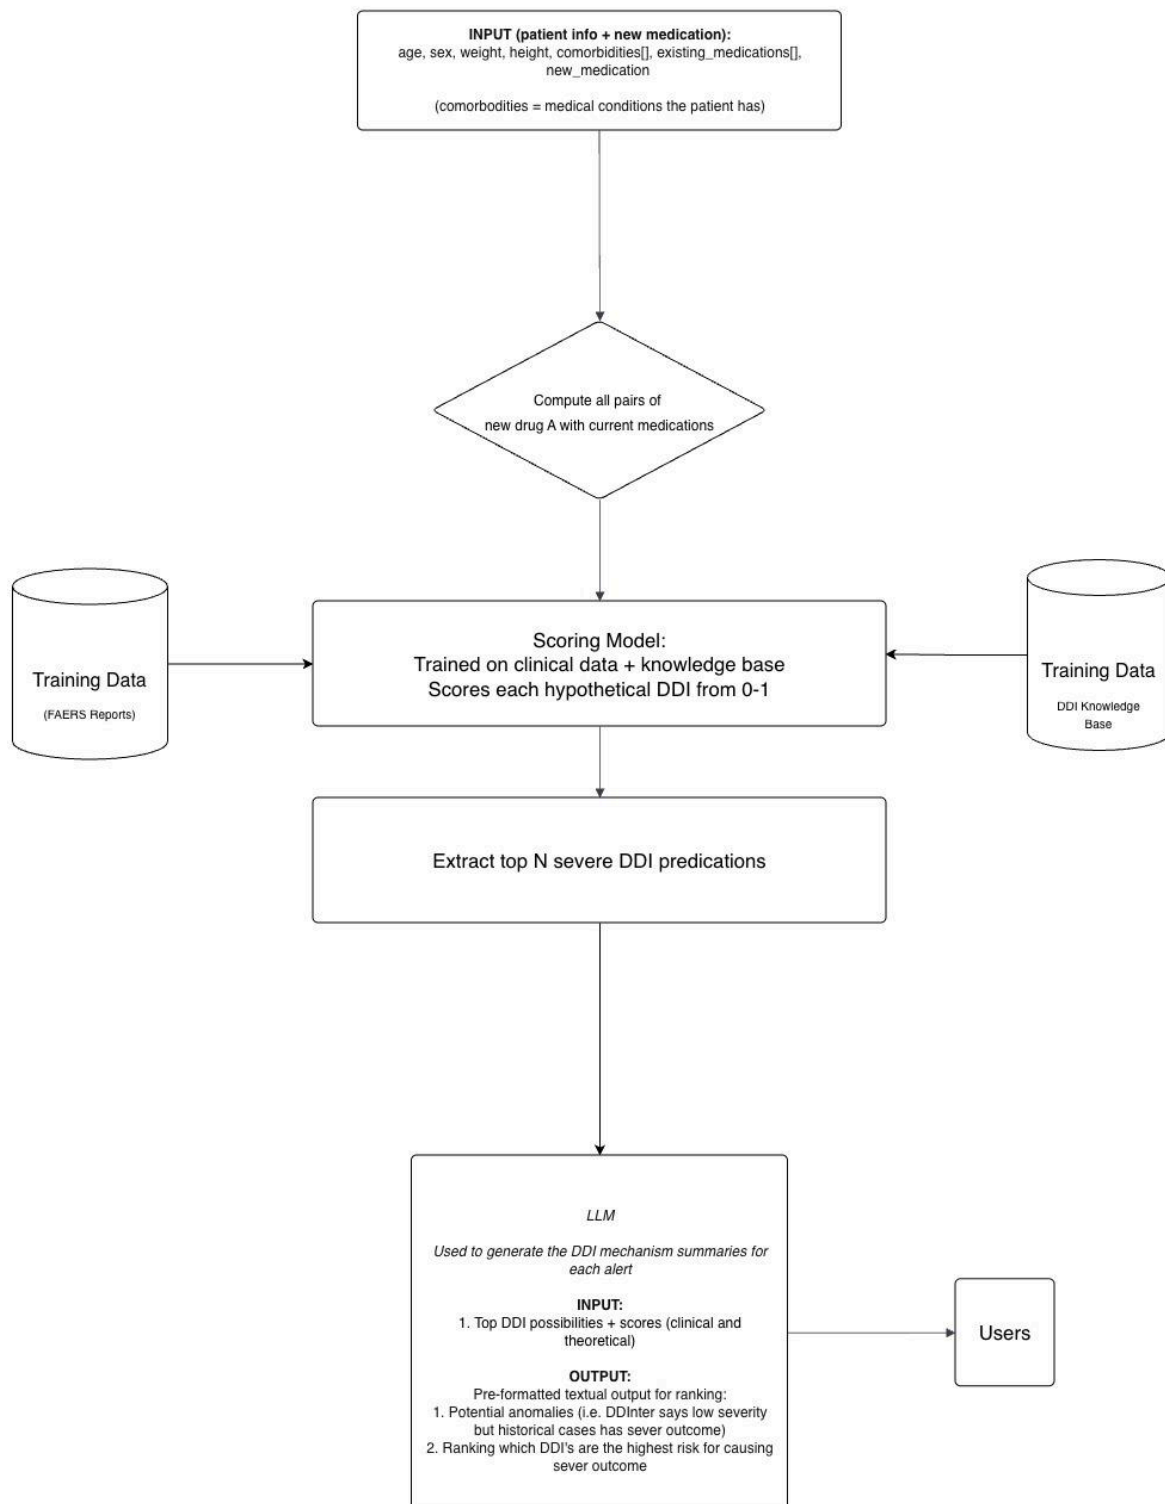 INPUT (patient info + new medication):
age, sex, weight, height, comorbidities[], existing_medications[],
new_medication
(comorbodities = medical conditions the patient has)
Compute all pairs of
new drug A with current medications
Training Data
(FAERS Reports)
Scoring Model:
Trained on clinical data + knowledge base
Scores each hypothetical DDI from 0-1
Training Data
DDI Knowledge
Base
Extract top N severe DDI predications
LLM
Used to generate the DDI mechanism summaries for
each alert
INPUT:
1. Top DDI possibilities + scores (clinical and
theoretical)
OUTPUT:
Pre-formatted textual output for ranking:
1. Potential anomalies (i.e. DDInter says low severity
but historical cases has sever outcome)
2. Ranking which DDI's are the highest risk for causing
sever outcome
Users